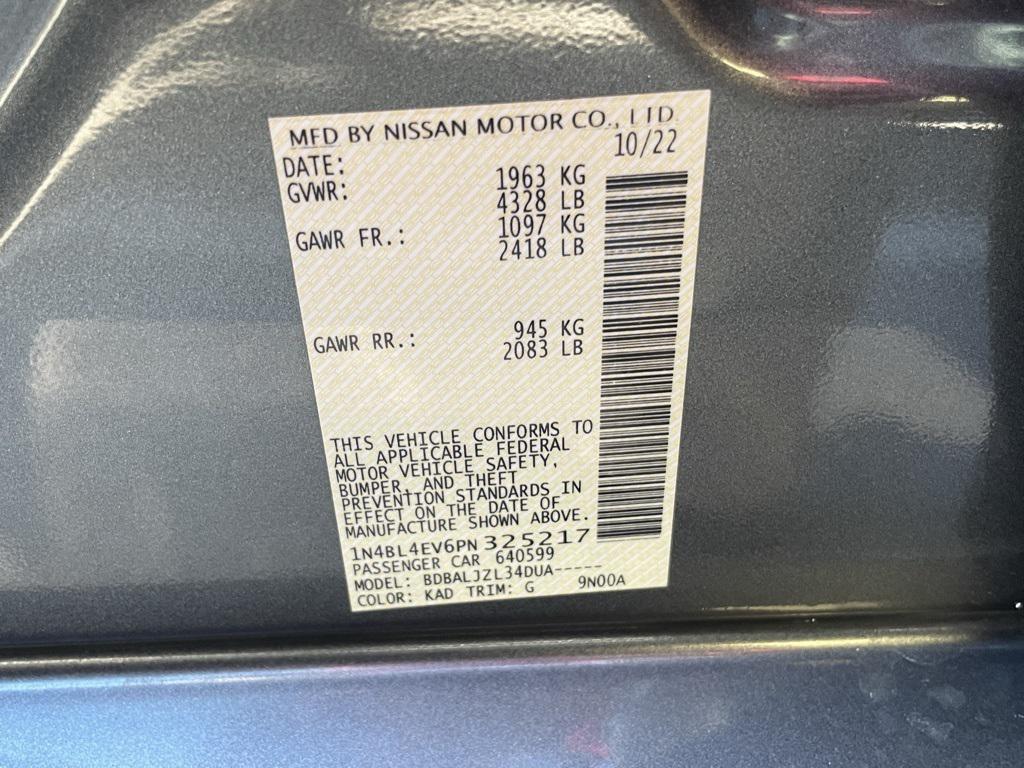 MFD BY NISSAN MOTOR CO., LTD.
DATE: 10/22
GVWR: 1963 KG
4328 LB
GAWR FR.: 1097 KG
2418 LB
GAWR RR.: 945 KG
2083 LB
THIS VEHICLE CONFORMS TO
ALL APPLICABLE FEDERAL
MOTOR VEHICLE SAFETY,
BUMPER, AND THEFT
PREVENTION STANDARDS IN
EFFECT ON THE DATE OF
MANUFACTURE SHOWN ABOVE.
1N4BL4EV6PN 325217
PASSENGER CAR 640599
MODEL: BDBALJZL34DUA-----
COLOR: KAD TRIM: G 9N00A